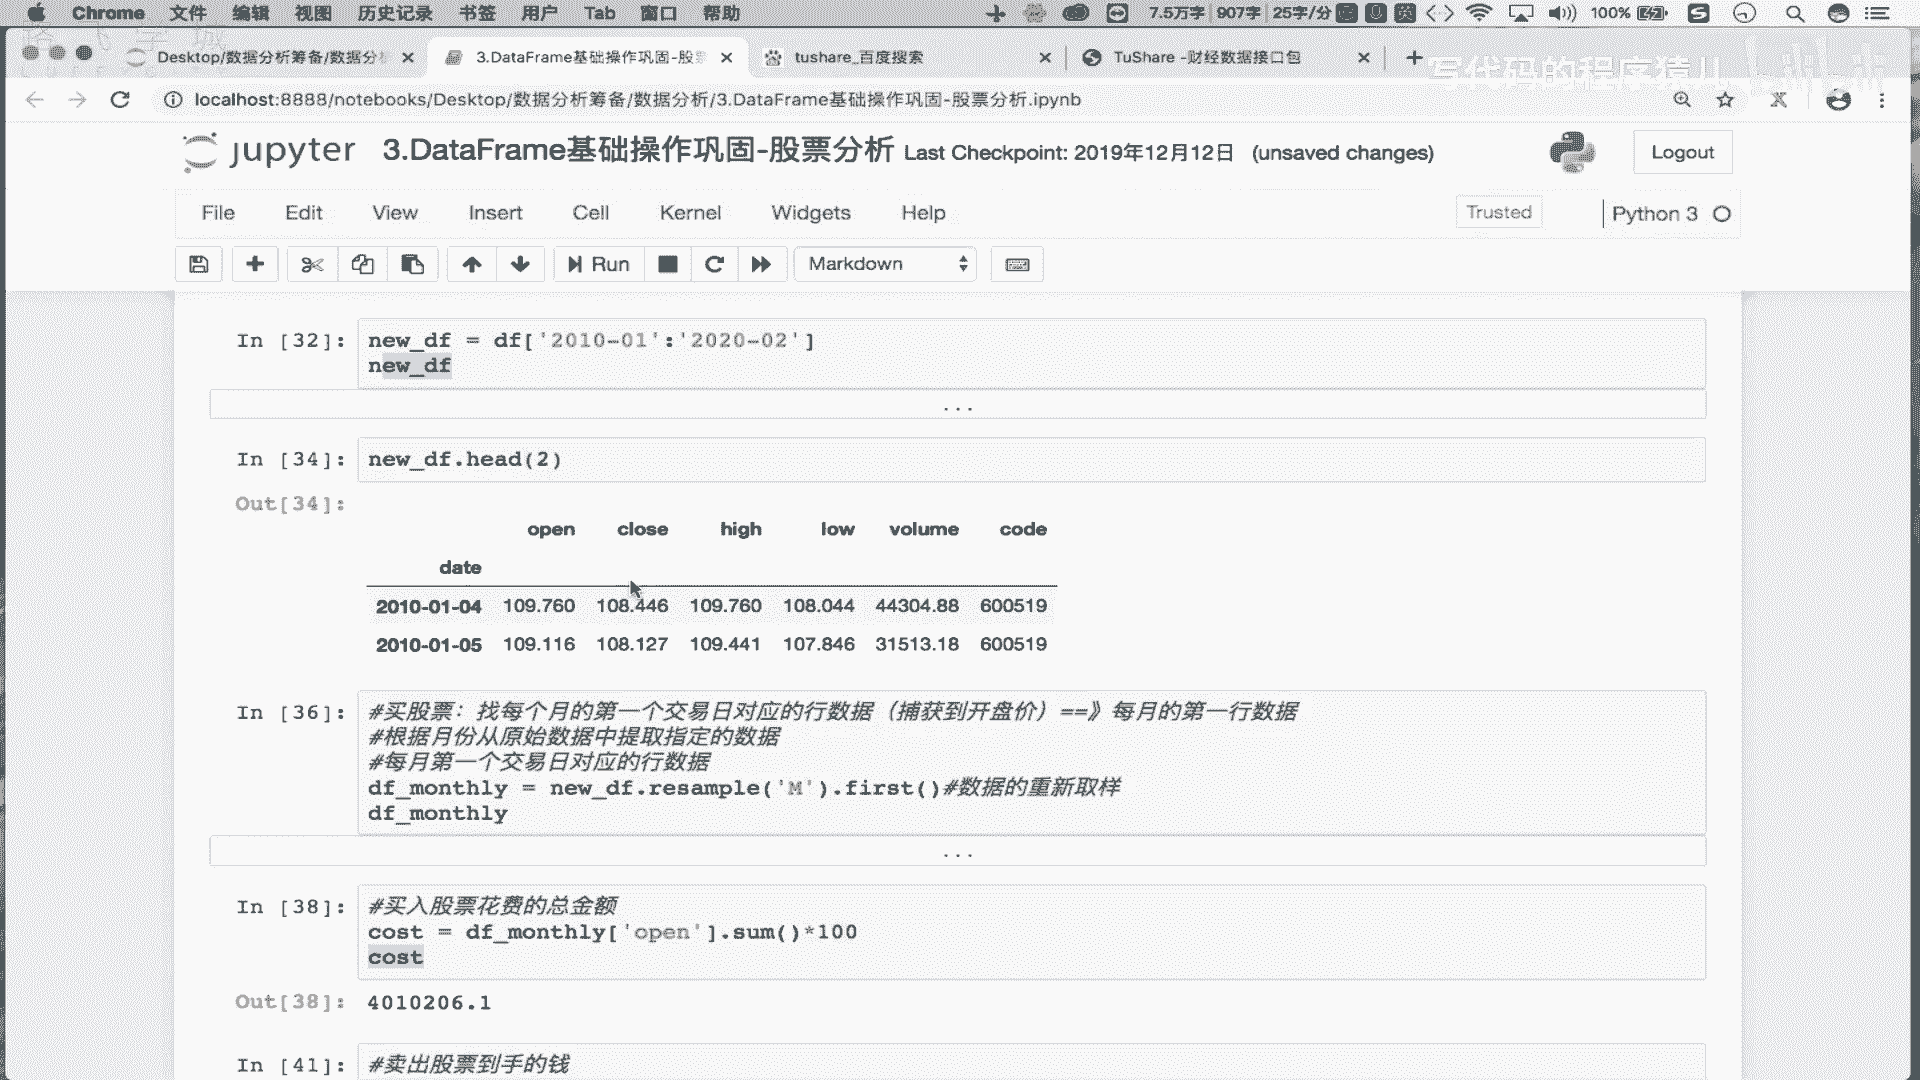 Chrome 文件 编辑 视图 历史记录 书签 用户 Tab 窗口 帮助 7.5万字 907字 25字/分 英 100%
Desktop/数据分析筹备/数据分析 3.DataFrame基础操作巩固-股票 tushare_百度搜索 TuShare -财经数据接口包
写代码的程序猿儿
localhost:8888/notebooks/Desktop/数据分析筹备/数据分析/3.DataFrame基础操作巩固-股票分析.ipynb
jupyter 3.DataFrame基础操作巩固-股票分析 Last Checkpoint: 2019年12月12日 (unsaved changes) Logout
File Edit View Insert Cell Kernel Widgets Help Trusted Python 3
Run Markdown
In [32]: new_df = df['2010-01':'2020-02']
new_df
...
In [34]: new_df.head(2)
Out[34]:
open close high low volume code
date
2010-01-04 109.760 108.446 109.760 108.044 44304.88 600519
2010-01-05 109.116 108.127 109.441 107.846 31513.18 600519
In [36]: #买股票：找每个月的第一个交易日对应的行数据（捕获到开盘价）==》每月的第一行数据
#根据月份从原始数据中提取指定的数据
#每月第一个交易日对应的行数据
df_monthly = new_df.resample('M').first()#数据的重新取样
df_monthly
...
In [38]: #买入股票花费的总金额
cost = df_monthly['open'].sum()*100
cost
Out[38]: 4010206.1
In [41]: #卖出股票到手的钱